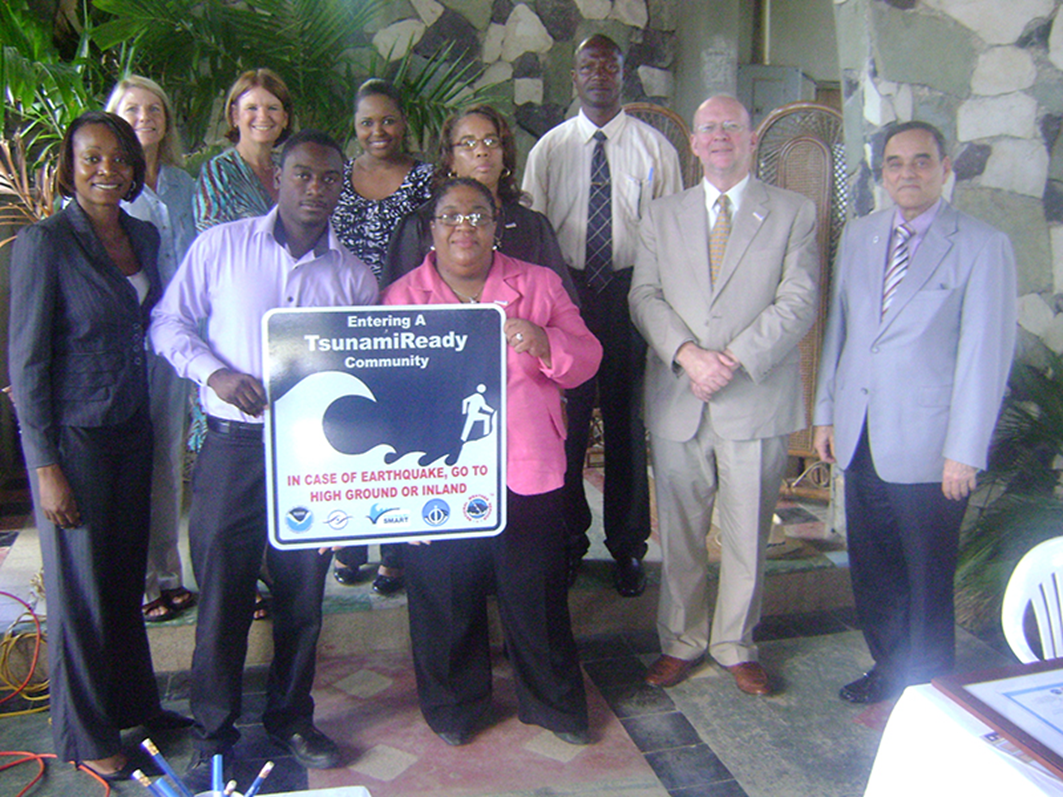 Entering A
TsunamiReady
Community
IN CASE OF EARTHQUAKE, GO TO
HIGH GROUND OR INLAND
SMART